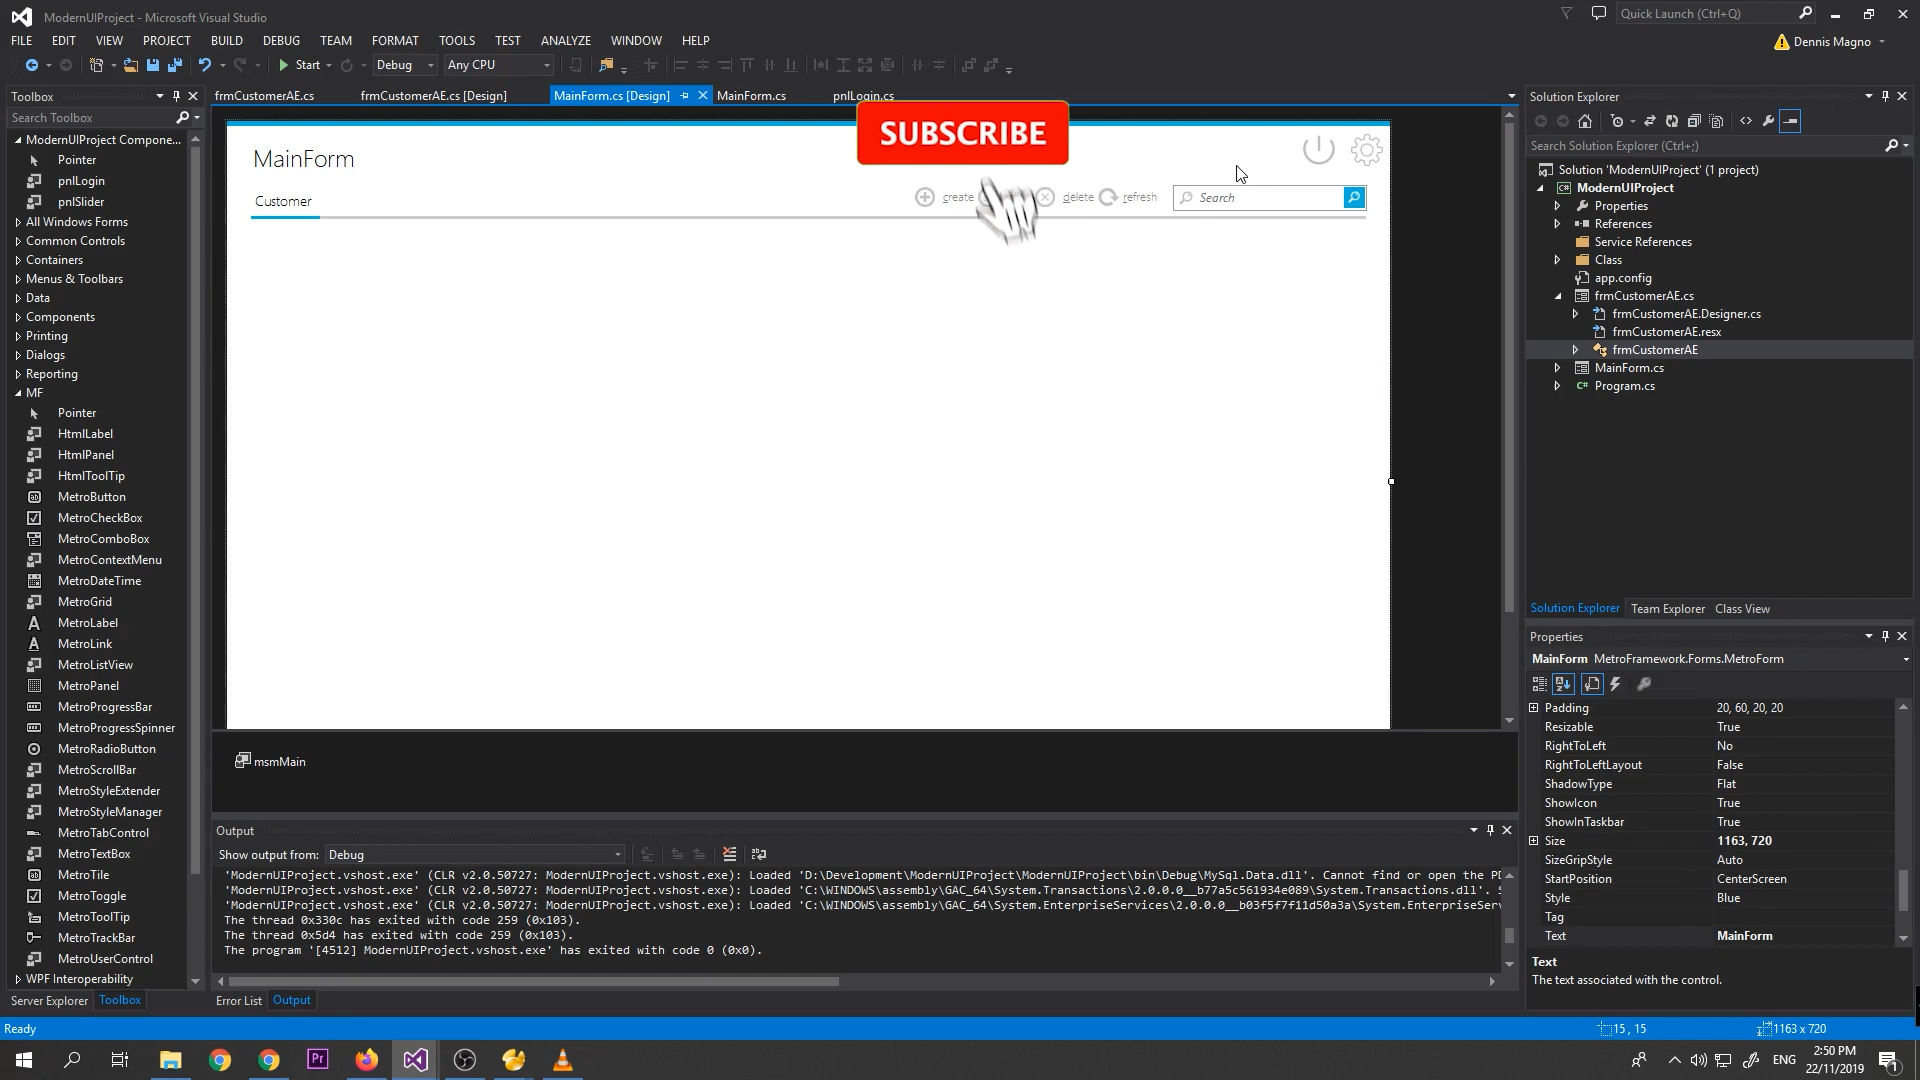 ModernUIProject - Microsoft Visual Studio
Quick Launch (Ctrl+Q)
FILE EDIT VIEW PROJECT BUILD DEBUG TEAM FORMAT TOOLS TEST ANALYZE WINDOW HELP
Dennis Magno
Start Debug Any CPU
Toolbox
Search Toolbox
ModernUIProject Compone...
Pointer
pnlLogin
pnlSlider
All Windows Forms
Common Controls
Containers
Menus & Toolbars
Data
Components
Printing
Dialogs
Reporting
MF
Pointer
HtmlLabel
HtmlPanel
HtmlToolTip
MetroButton
MetroCheckBox
MetroComboBox
MetroContextMenu
MetroDateTime
MetroGrid
MetroLabel
MetroLink
MetroListView
MetroPanel
MetroProgressBar
MetroProgressSpinner
MetroRadioButton
MetroScrollBar
MetroStyleExtender
MetroStyleManager
MetroTabControl
MetroTextBox
MetroTile
MetroToggle
MetroToolTip
MetroTrackBar
MetroUserControl
WPF Interoperability
Server Explorer Toolbox
frmCustomerAE.cs frmCustomerAE.cs [Design] MainForm.cs [Design] MainForm.cs pnlLogin.cs
SUBSCRIBE
MainForm
Customer
create delete refresh Search
msmMain
Output
Show output from: Debug
'ModernUIProject.vshost.exe' (CLR v2.0.50727: ModernUIProject.vshost.exe): Loaded 'D:\Development\ModernUIProject\ModernUIProject\bin\Debug\MySql.Data.dll'. Cannot find or open the PD
'ModernUIProject.vshost.exe' (CLR v2.0.50727: ModernUIProject.vshost.exe): Loaded 'C:\WINDOWS\assembly\GAC_64\System.Transactions\2.0.0.0__b77a5c561934e089\System.Transactions.dll'. S
'ModernUIProject.vshost.exe' (CLR v2.0.50727: ModernUIProject.vshost.exe): Loaded 'C:\WINDOWS\assembly\GAC_64\System.EnterpriseServices\2.0.0.0__b03f5f7f11d50a3a\System.EnterpriseServ
The thread 0x330c has exited with code 259 (0x103).
The thread 0x5d4 has exited with code 259 (0x103).
The program '[4512] ModernUIProject.vshost.exe' has exited with code 0 (0x0).
Error List Output
Solution Explorer
Search Solution Explorer (Ctrl+;)
Solution 'ModernUIProject' (1 project)
ModernUIProject
Properties
References
Service References
Class
app.config
frmCustomerAE.cs
frmCustomerAE.Designer.cs
frmCustomerAE.resx
frmCustomerAE
MainForm.cs
Program.cs
Solution Explorer Team Explorer Class View
Properties
MainForm MetroFramework.Forms.MetroForm
Padding 20, 60, 20, 20
Resizable True
RightToLeft No
RightToLeftLayout False
ShadowType Flat
ShowIcon True
ShowInTaskbar True
Size 1163, 720
SizeGripStyle Auto
StartPosition CenterScreen
Style Blue
Tag
Text MainForm
Text
The text associated with the control.
Ready 15 , 15 1163 x 720
Pr
ENG
2:50 PM
22/11/2019
1